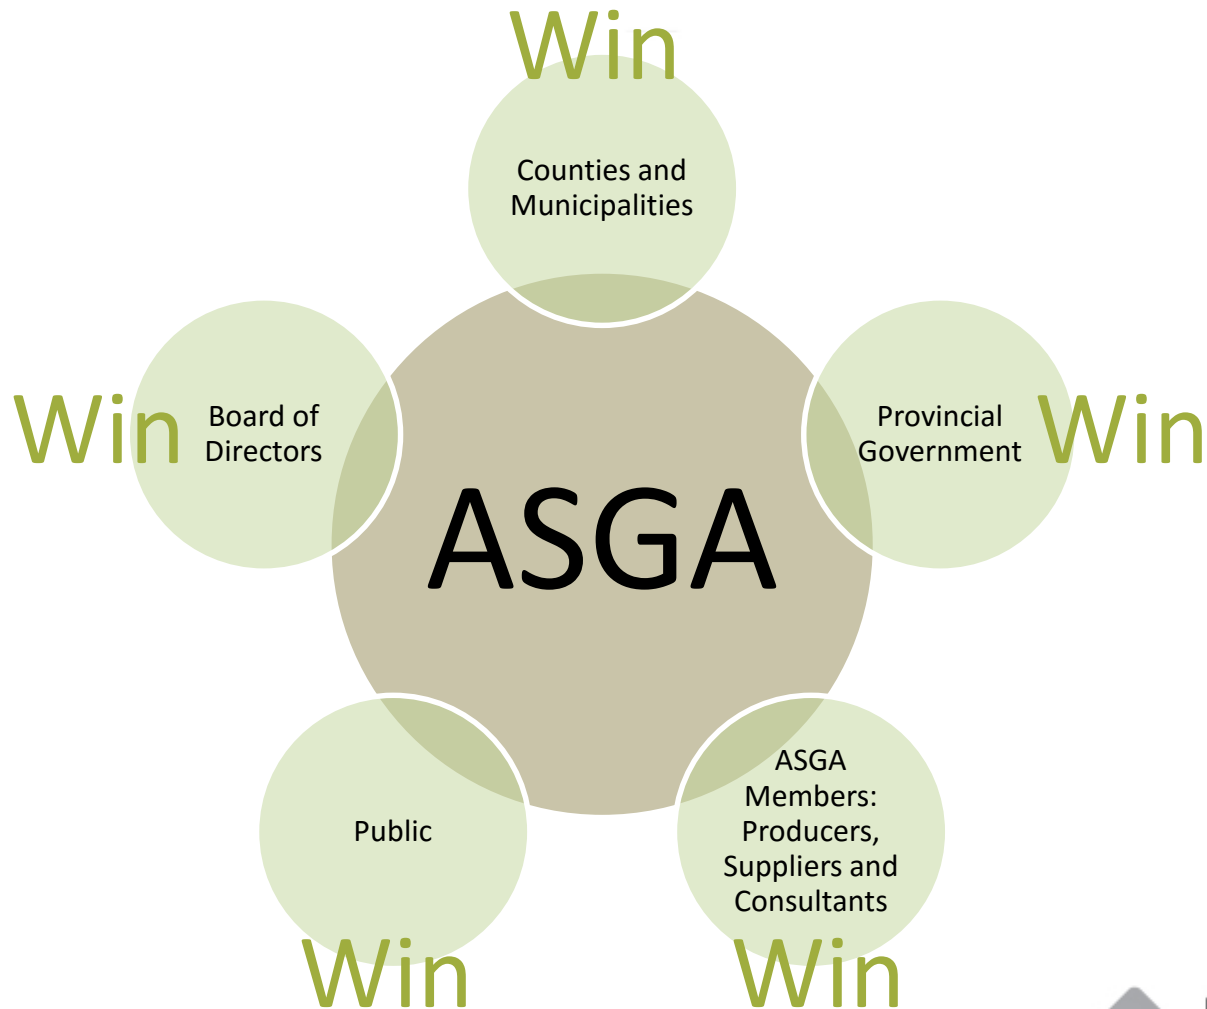 Win
Counties and
Municipalities
Win
Board of
Directors
Provincial
Government
Win
ASGA
ASGA
Members:
Producers,
Suppliers and
Consultants
Public
Win
Win